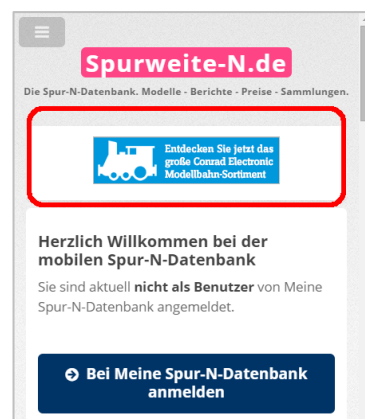 Spurweite-N.de
Die Spur-N-Datenbank. Modelle - Berichte - Preise - Sammlungen.
Entdecken Sie jetzt das
große Conrad Electronic
Modellbahn-Sortiment
Herzlich Willkommen bei der
mobilen Spur-N-Datenbank
Sie sind aktuell nicht als Benutzer von Meine
Spur-N-Datenbank angemeldet.
Bei Meine Spur-N-Datenbank
anmelden